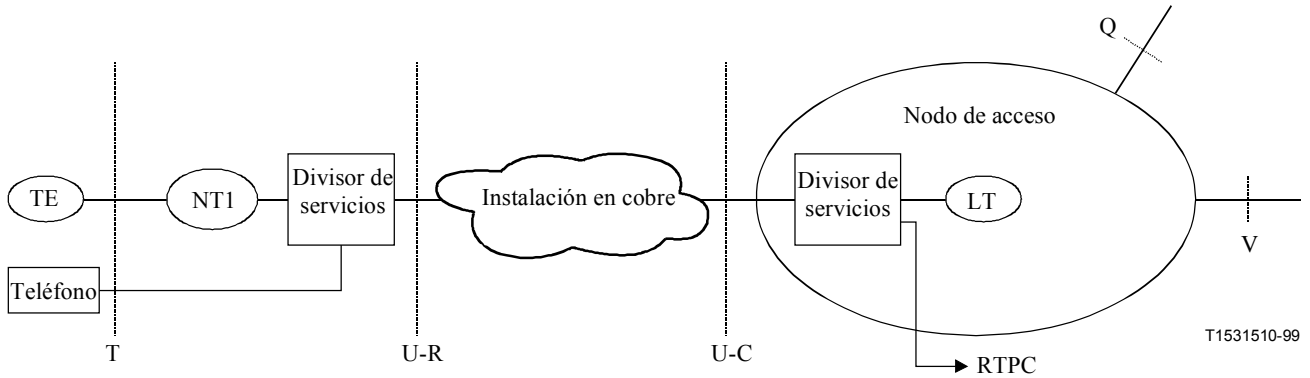 Q
Nodo de acceso
TE
NT1
Divisor de
servicios
Instalación en cobre
Divisor de
servicios
LT
V
Teléfono
T1531510-99
T
U-R
U-C
RTPC